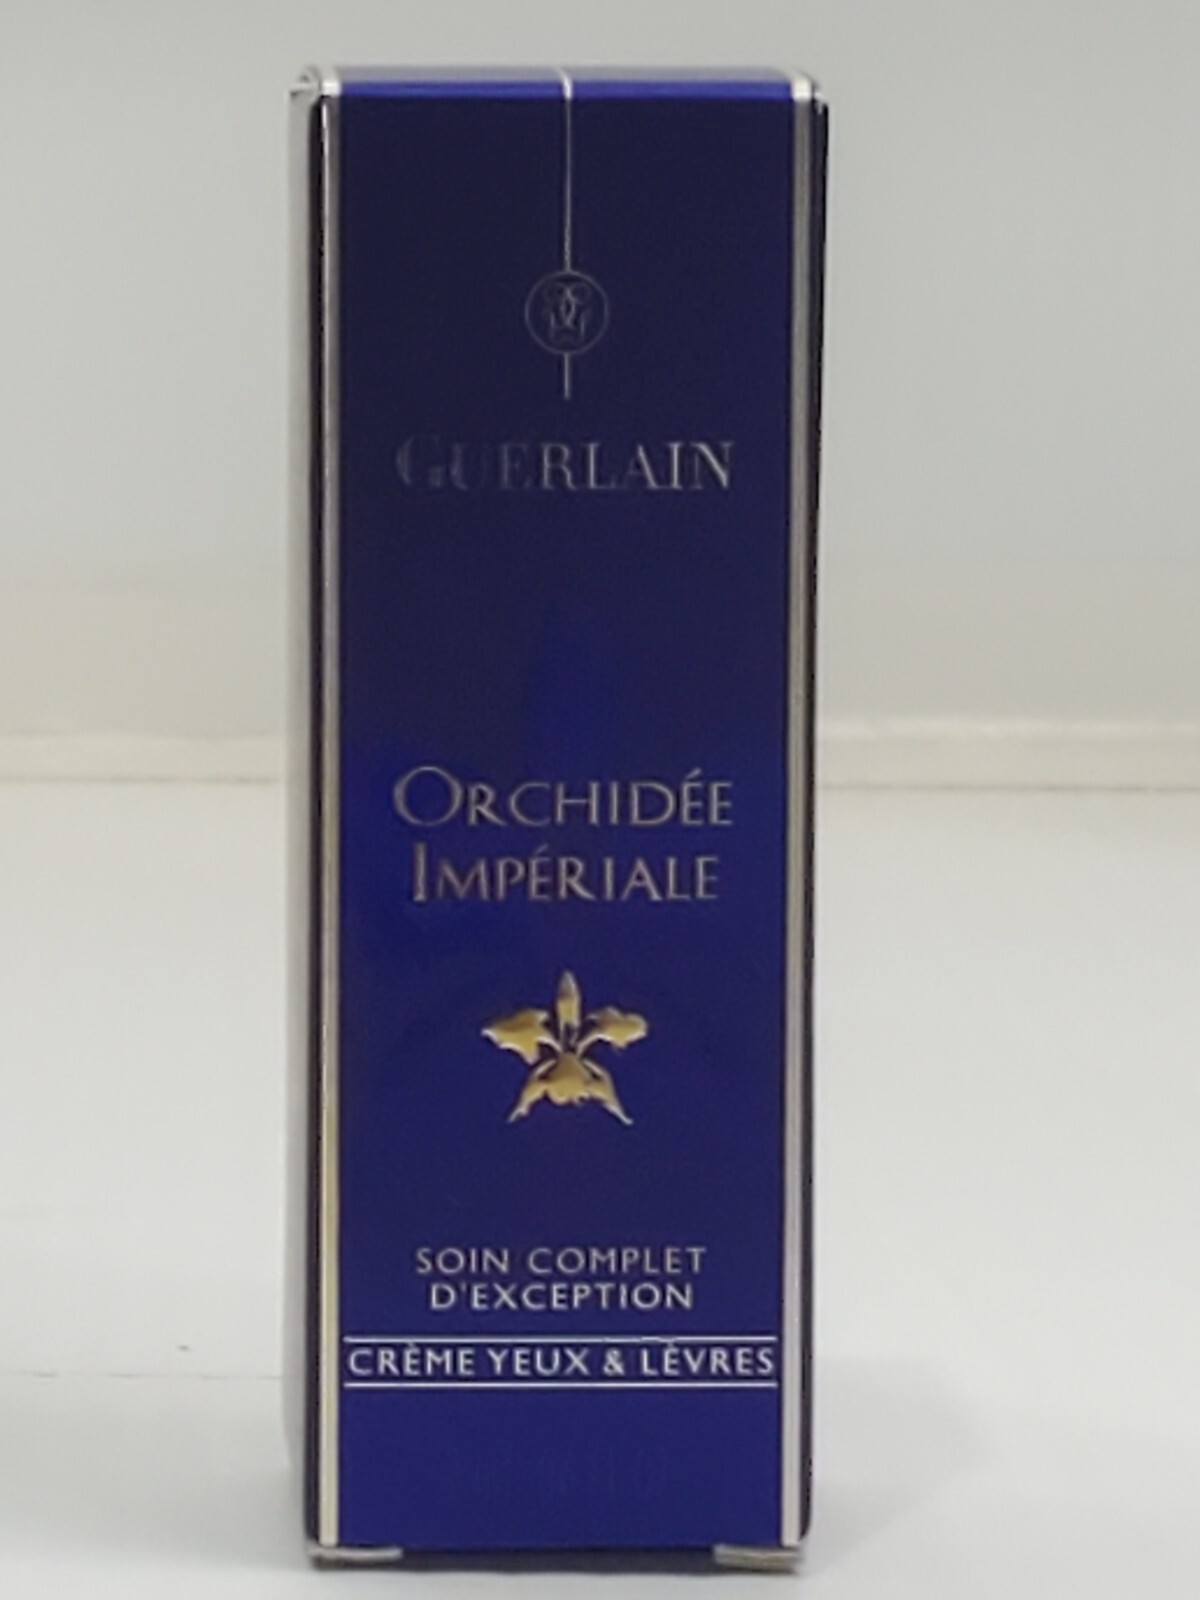 GUERLAIN
ORCHIDÉE
IMPÉRIALE
SOIN COMPLET
D'EXCEPTION
CRÈME YEUX & LÈVRES